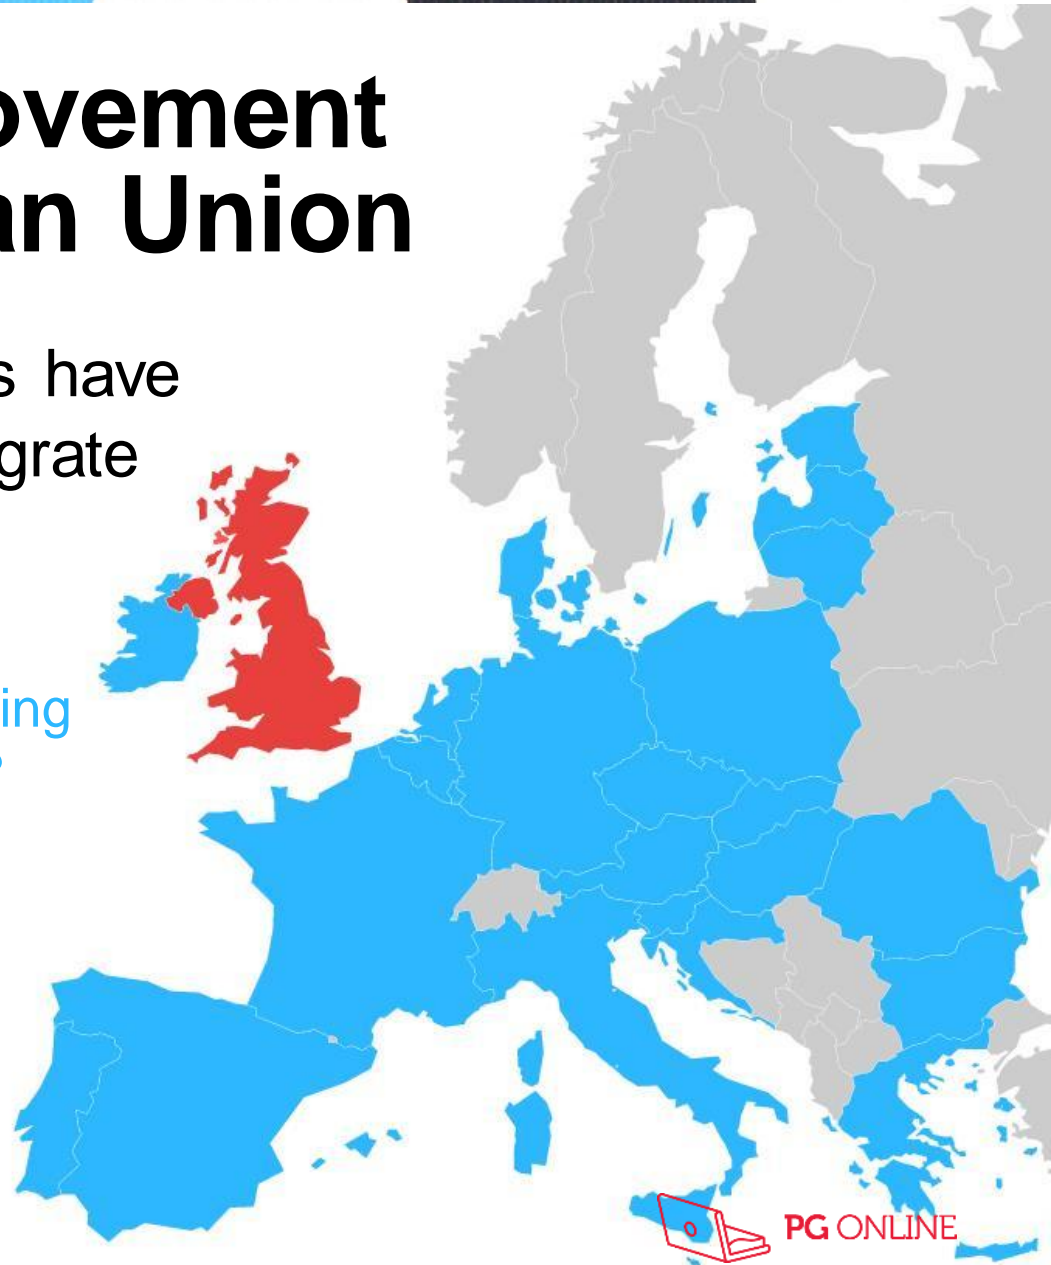 ovement
an Union
s have
grate
ing
PG ONLINE